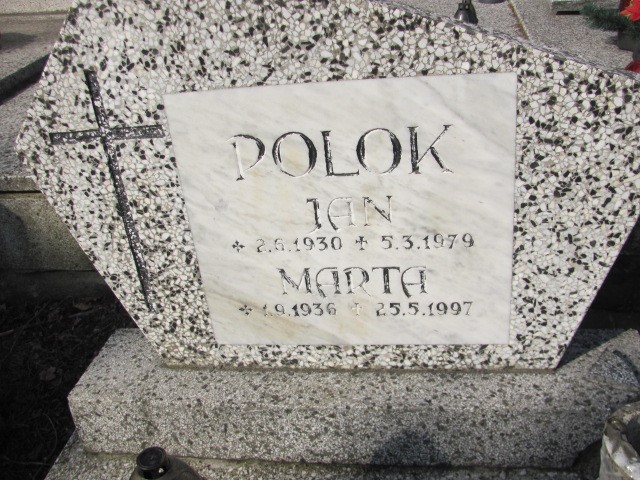 POLOK
JAN
* 2.6.1930 ✝ 5.3.1979
MARTA
* 1.9.1936 ✝ 25.5.1997